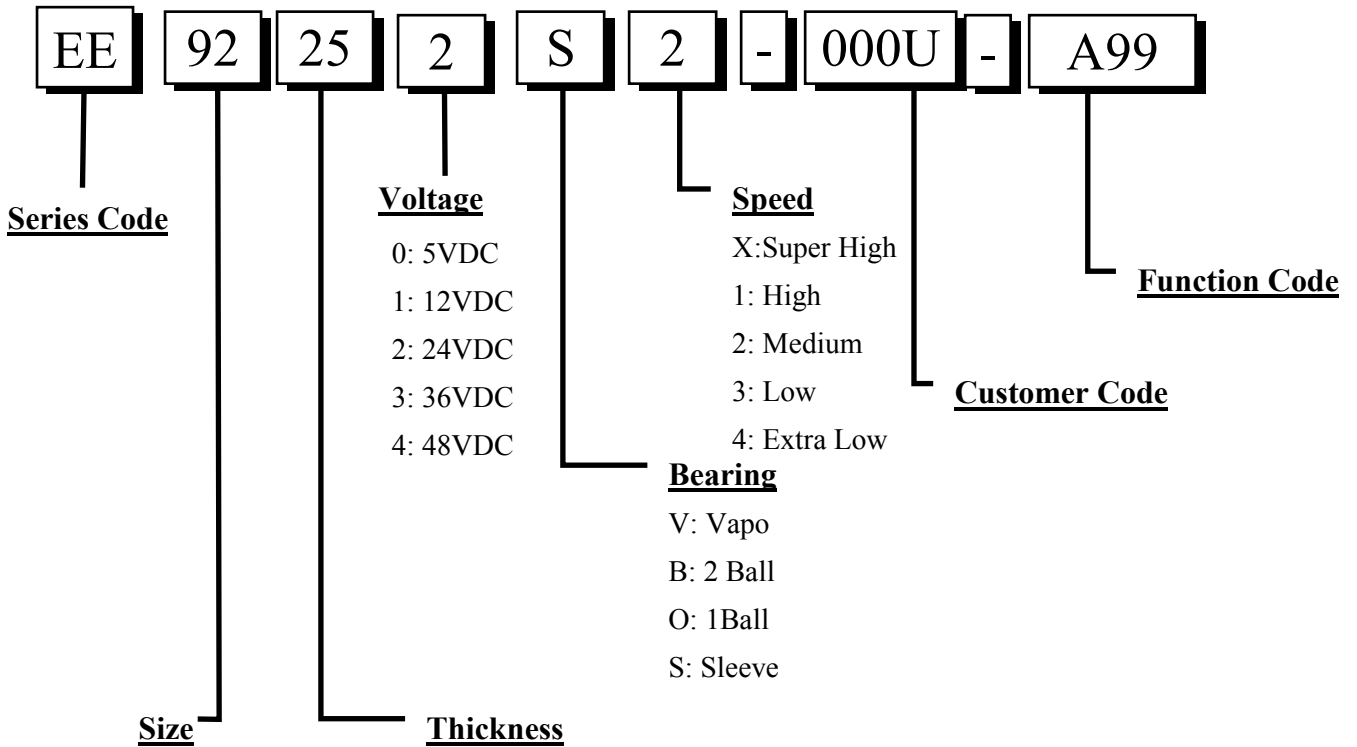 EE 92 25 2 S 2 - 000U - A99
Series Code
Voltage
0: 5VDC
1: 12VDC
2: 24VDC
3: 36VDC
4: 48VDC
Speed
X:Super High
1: High
2: Medium
3: Low
4: Extra Low
Function Code
Customer Code
Bearing
V: Vapo
B: 2 Ball
O: 1Ball
S: Sleeve
Size
Thickness